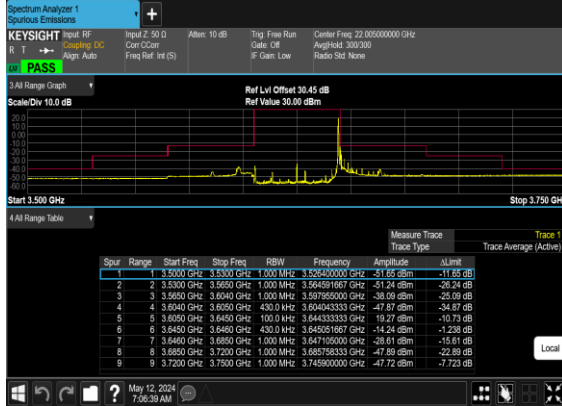 Spectrum Analyzer 1
Spurious Emissions
+
KEYSIGHT
R T
LXI PASS
Input: RF
Coupling: DC
Align: Auto
Input Z: 50 Ω
Corr CCorr
Freq Ref: Int (S)
Atten: 10 dB
Trig: Free Run
Gate: Off
IF Gain: Low
Center Freq: 22.005000000 GHz
Avg|Hold: 300/300
Radio Std: None
3 All Range Graph
Scale/Div 10.0 dB
Ref Lvl Offset 30.45 dB
Ref Value 30.00 dBm
20.0
10.0
0.00
-10.0
-20.0
-30.0
-40.0
-50.0
-60.0
Start 3.500 GHz
Stop 3.750 GH
4 All Range Table
Measure Trace Trace 1
Trace Type Trace Average (Active)
Spur Range Start Freq Stop Freq RBW Frequency Amplitude ΔLimit
1 1 3.5000 GHz 3.5300 GHz 1.000 MHz 3.526400000 GHz -51.65 dBm -11.65 dB
2 2 3.5300 GHz 3.5650 GHz 1.000 MHz 3.564591667 GHz -51.24 dBm -26.24 dB
3 3 3.5650 GHz 3.6040 GHz 1.000 MHz 3.597955000 GHz -38.09 dBm -25.09 dB
4 4 3.6040 GHz 3.6050 GHz 430.0 kHz 3.604043333 GHz -47.87 dBm -34.87 dB
5 5 3.6050 GHz 3.6450 GHz 100.0 kHz 3.644333333 GHz 19.27 dBm -10.73 dB
6 6 3.6450 GHz 3.6460 GHz 430.0 kHz 3.645051667 GHz -14.24 dBm -1.238 dB
7 7 3.6460 GHz 3.6850 GHz 1.000 MHz 3.647105000 GHz -28.61 dBm -15.61 dB
8 8 3.6850 GHz 3.7200 GHz 1.000 MHz 3.685758333 GHz -47.89 dBm -22.89 dB
9 9 3.7200 GHz 3.7500 GHz 1.000 MHz 3.745900000 GHz -47.72 dBm -7.723 dB
Local
?
May 12, 2024
7:06:39 AM